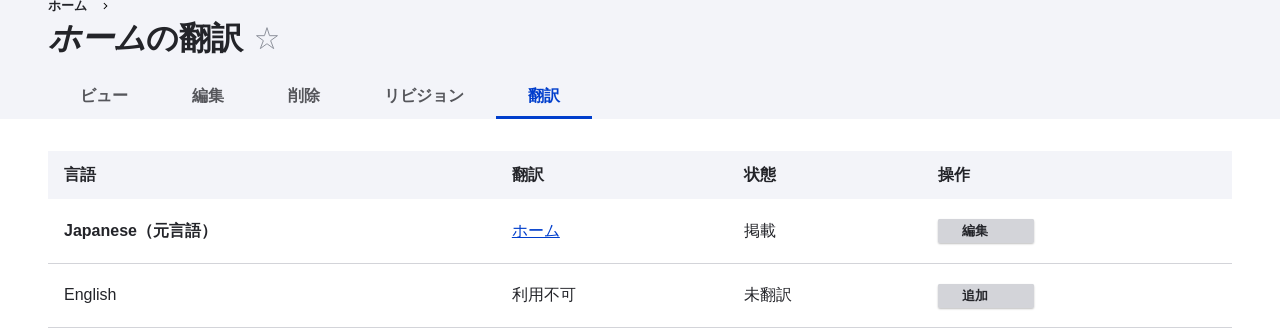 ホーム ›
ホームの翻訳 ☆
ビュー 編集 削除 リビジョン 翻訳
言語 翻訳 状態 操作
Japanese（元言語） ホーム 掲載 編集
English 利用不可 未翻訳 追加